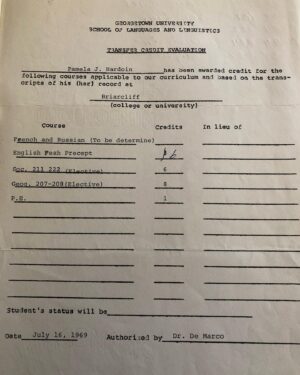 GEORGETOWN UNIVERSITY
SCHOOL OF LANGUAGES AND LINGUISTICS
TRANSFER CREDIT EVALUATION
Pamela J. Hardoin has been awarded credit for the
following courses applicable to our curriculum and based on the trans-
cripts of his (her) record at
Briarcliff
(college or university)
Course Credits In lieu of
French and Russian (To be determine)
English Fesh Precept 6
Soc. 211 222 (Elective) 6
Geog. 207-208(Elective) 8
P.E. 1
Student's status will be
Date July 16, 1969 Authorized by Dr. De Marco